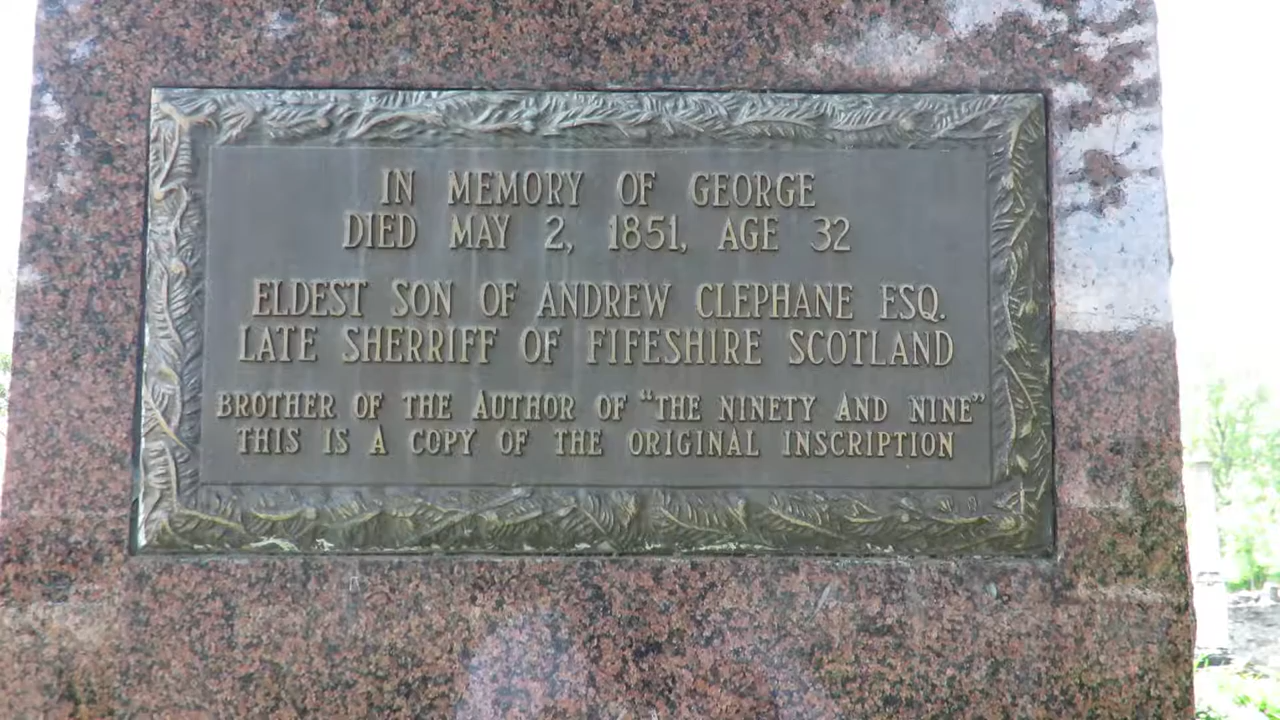 IN MEMORY OF GEORGE
DIED MAY 2, 1851, AGE 32
ELDEST SON OF ANDREW CLEPHANE ESQ.
LATE SHERRIFF OF FIFESHIRE SCOTLAND
BROTHER OF THE AUTHOR OF "THE NINETY AND NINE"
THIS IS A COPY OF THE ORIGINAL INSCRIPTION